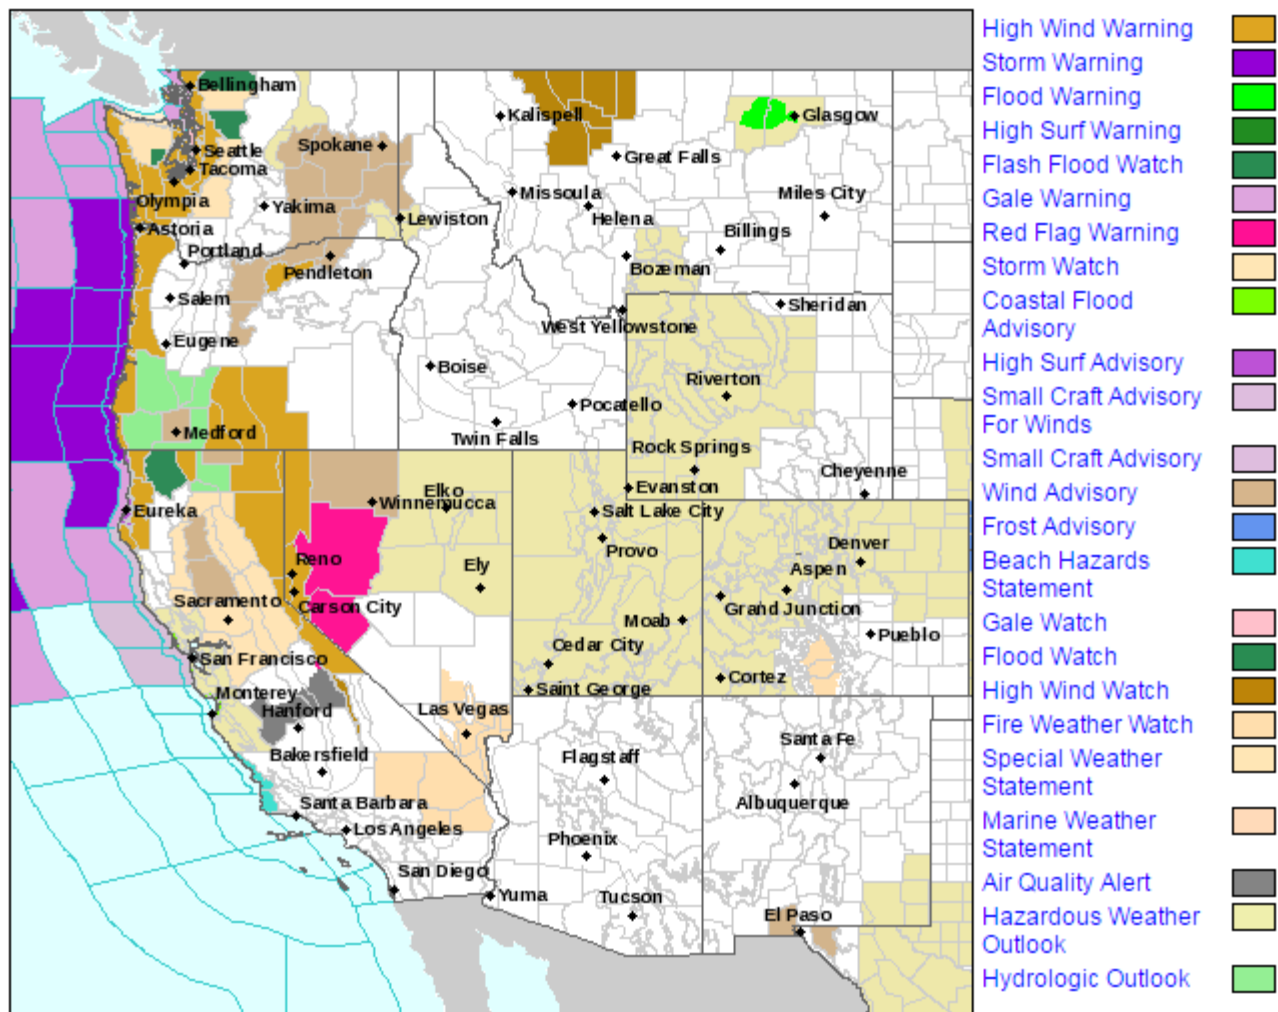 Bellingham
Kalispell
Glasgow
Spokane
Seattle
Great Falls
Tacoma
Missoula
Miles City
Olympia
Yakima
Lewiston
Helena
Astoria
Billings
Portland
Pendleton
Bozeman
Salem
Sheridan
West Yellowstone
Eugene
Boise
Riverton
Pocatello
Medford
Twin Falls
Rock Springs
Cheyenne
Elko
Evanston
Winnemucca
Eureka
Salt Lake City
Provo
Denver
Reno
Ely
Aspen
Sacramento
Carson City
Grand Junction
Moab
Pueblo
Cedar City
San Francisco
Cortez
Monterey
Saint George
Hanford
Las Vegas
Santa Fe
Bakersfield
Flagstaff
Albuquerque
Santa Barbara
Los Angeles
Phoenix
San Diego
Yuma
Tucson
El Paso
High Wind Warning
Storm Warning
Flood Warning
High Surf Warning
Flash Flood Watch
Gale Warning
Red Flag Warning
Storm Watch
Coastal Flood
Advisory
High Surf Advisory
Small Craft Advisory
For Winds
Small Craft Advisory
Wind Advisory
Frost Advisory
Beach Hazards
Statement
Gale Watch
Flood Watch
High Wind Watch
Fire Weather Watch
Special Weather
Statement
Marine Weather
Statement
Air Quality Alert
Hazardous Weather
Outlook
Hydrologic Outlook